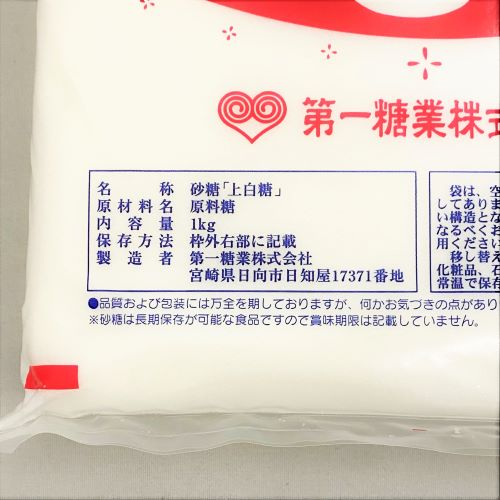 第一糖業株式
名称 砂糖「上白糖」
原材料名 原料糖
内容量 1kg
保存方法 枠外右部に記載
製造者 第一糖業株式会社
宮崎県日向市日知屋17371番地
袋は、空
してありま
い構造とな
なるべくお
用ください
移し替え
化粧品、石
常温で保存
●品質および包装には万全を期しておりますが、何かお気づきの点があり
※砂糖は長期保存が可能な食品ですので賞味期限は記載していません。